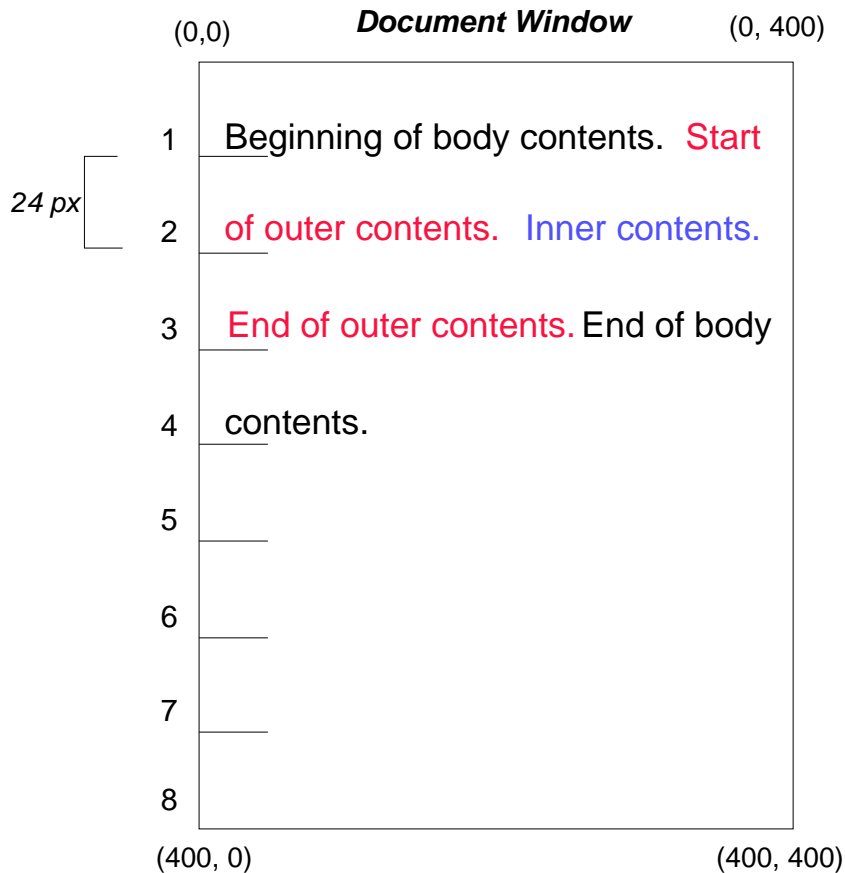 Document Window
(0,0) (0, 400)
1 Beginning of body contents. Start
24 px
2 of outer contents. Inner contents.
3 End of outer contents. End of body
4 contents.
5
6
7
8
(400, 0) (400, 400)